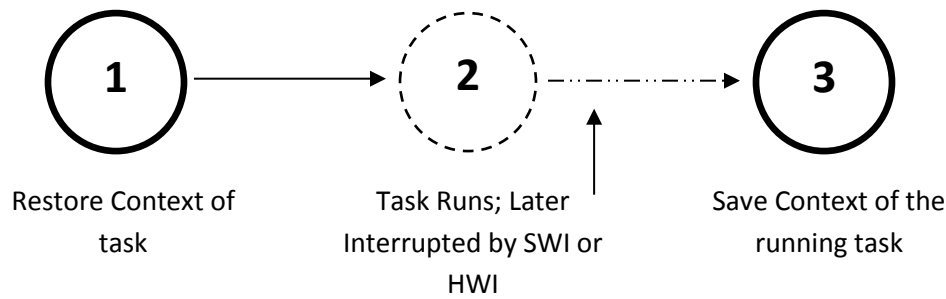 1
2
3
Restore Context of
task
Task Runs; Later
Interrupted by SWI or
HWI
Save Context of the
running task